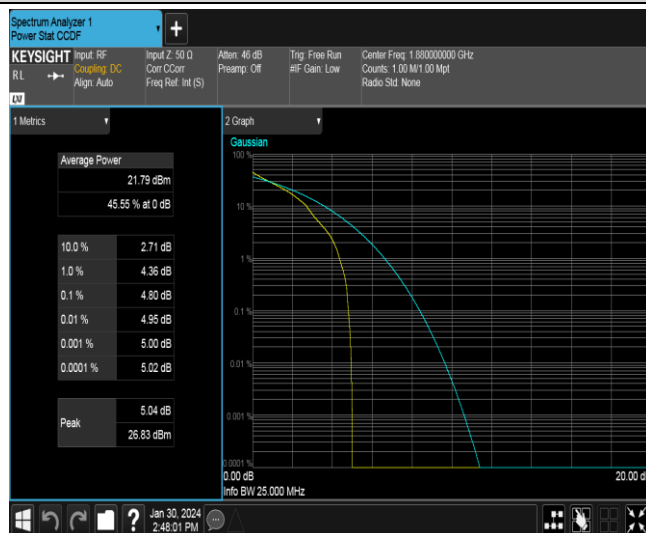 Spectrum Analyzer 1
Power Stat CCDF
+
KEYSIGHT
RL
LXI
Input: RF
Coupling: DC
Align: Auto
Input Z: 50 Ω
Corr CCorr
Freq Ref: Int (S)
Atten: 46 dB
Preamp: Off
Trig: Free Run
#IF Gain: Low
Center Freq: 1.880000000 GHz
Counts: 1.00 M/1.00 Mpt
Radio Std: None
1 Metrics
Average Power
21.79 dBm
45.55 % at 0 dB
10.0 % 2.71 dB
1.0 % 4.36 dB
0.1 % 4.80 dB
0.01 % 4.95 dB
0.001 % 5.00 dB
0.0001 % 5.02 dB
Peak
5.04 dB
26.83 dBm
2 Graph
Gaussian
100 %
10 %
1 %
0.1 %
0.01 %
0.001 %
0.0001 %
0.00 dB
20.00 d
Info BW 25.000 MHz
?
Jan 30, 2024
2:48:01 PM